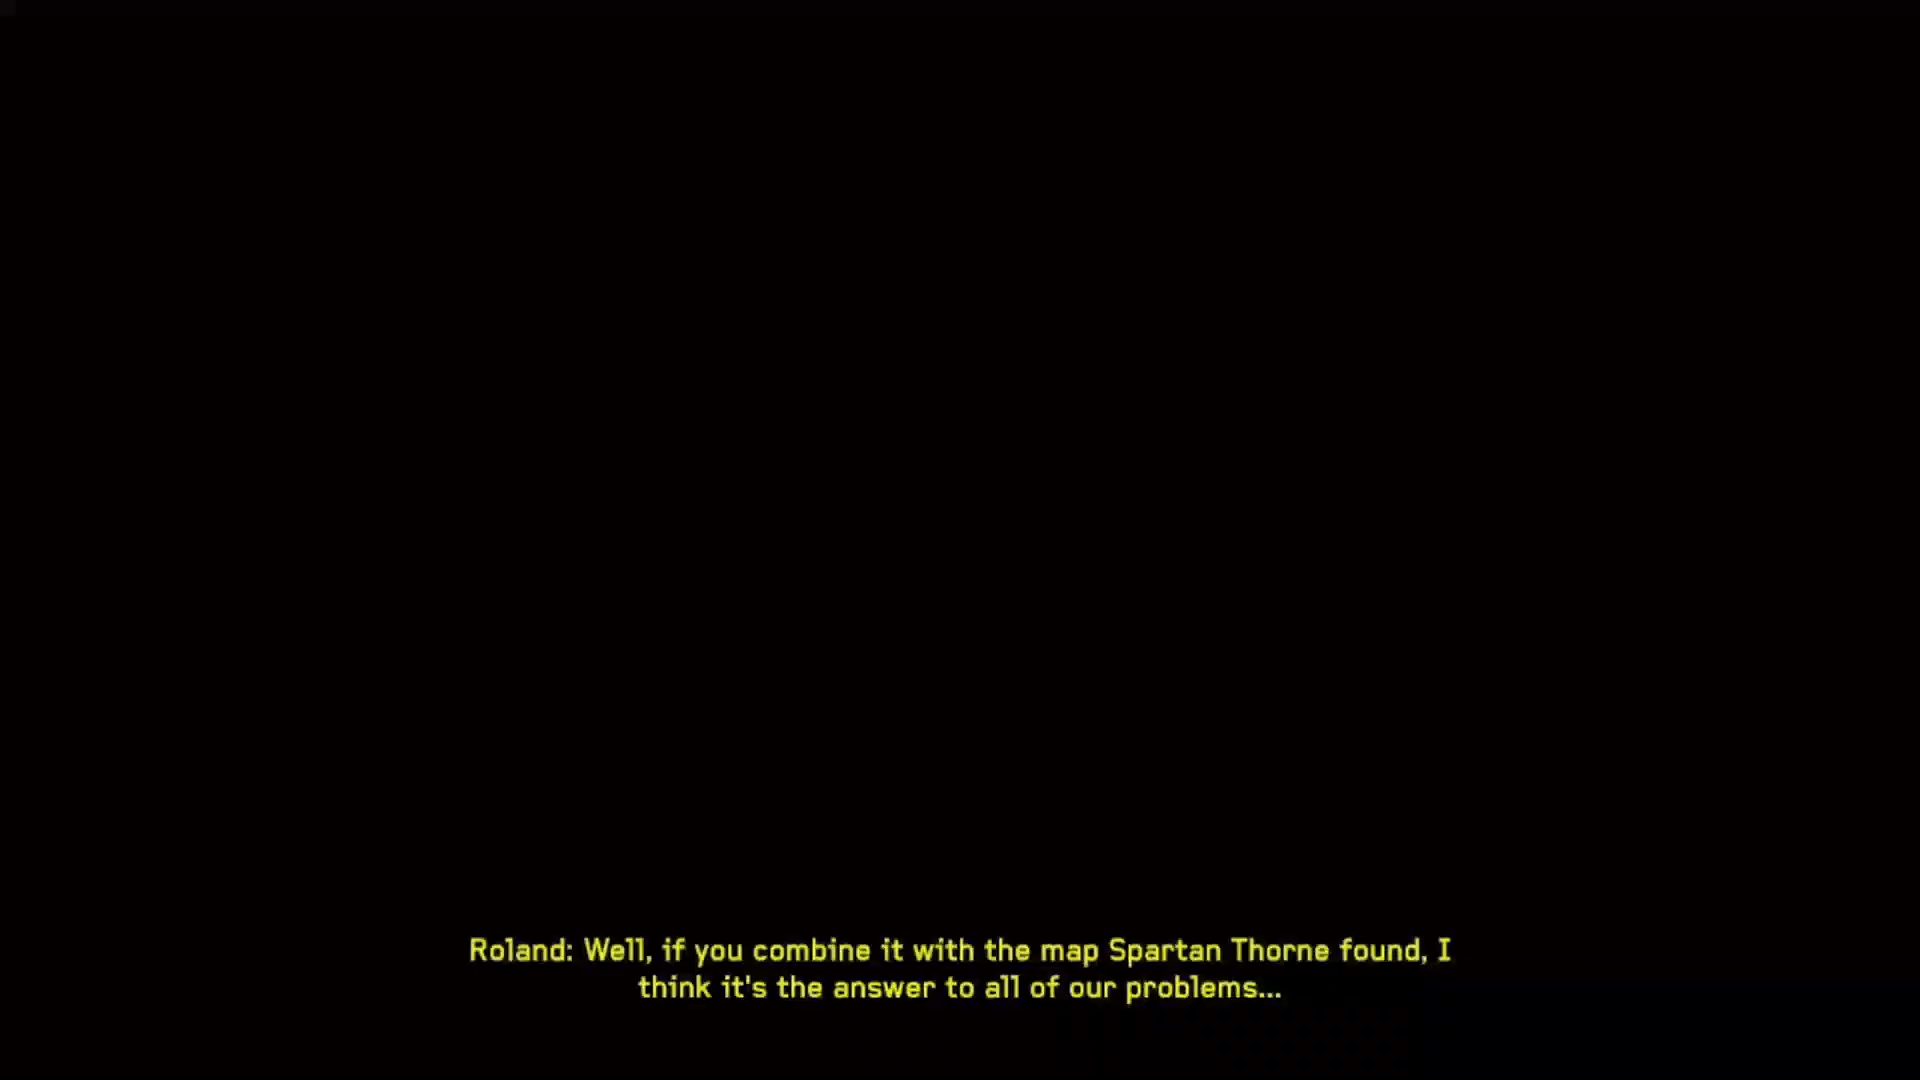 Roland: Well, if you combine it with the map Spartan Thorne found, I
think it's the answer to all of our problems...